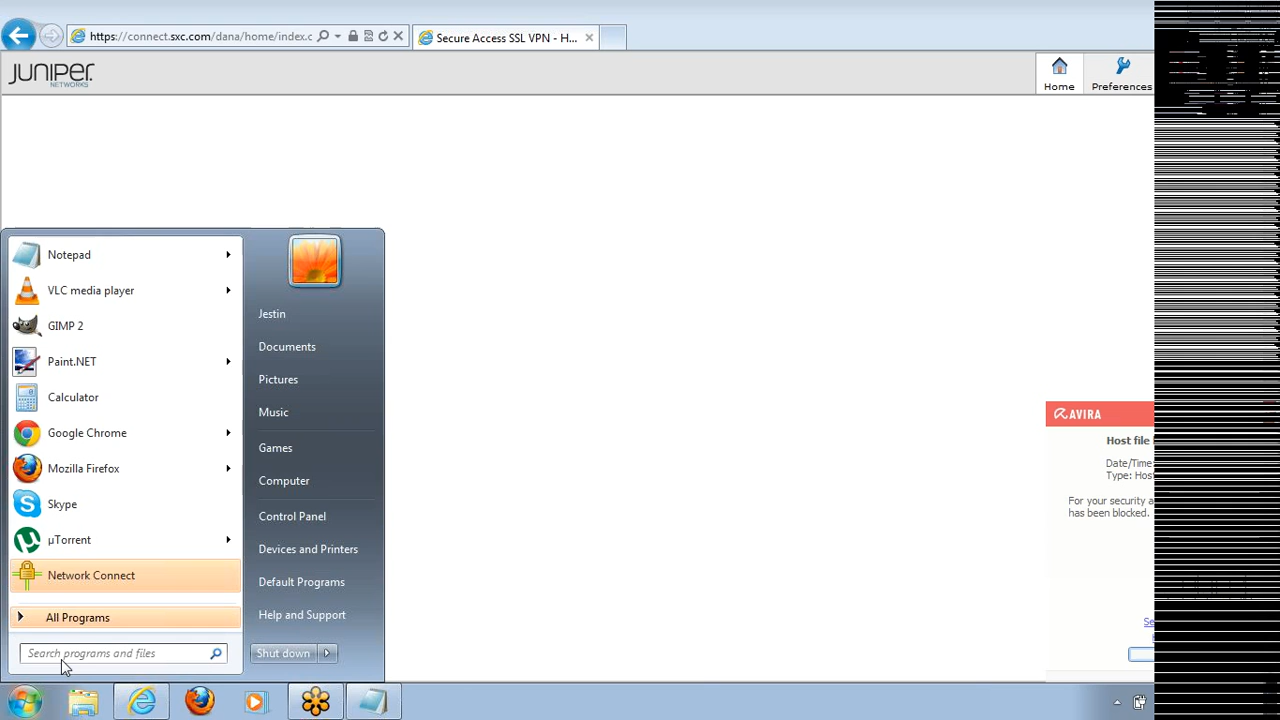 https://connect.sxc.com/dana/home/index.c
Secure Access SSL VPN – H...
JUNIPER
NETWORKS
Home
Preferences
Notepad
VLC media player
GIMP 2
Paint.NET
Calculator
Google Chrome
Mozilla Firefox
Skype
µTorrent
Network Connect
All Programs
Search programs and files
Jestin
Documents
Pictures
Music
Games
Computer
Control Panel
Devices and Printers
Default Programs
Help and Support
Shut down
AVIRA
Host file
Date/Time:
Type: Hos
For your security a
has been blocked.
Se